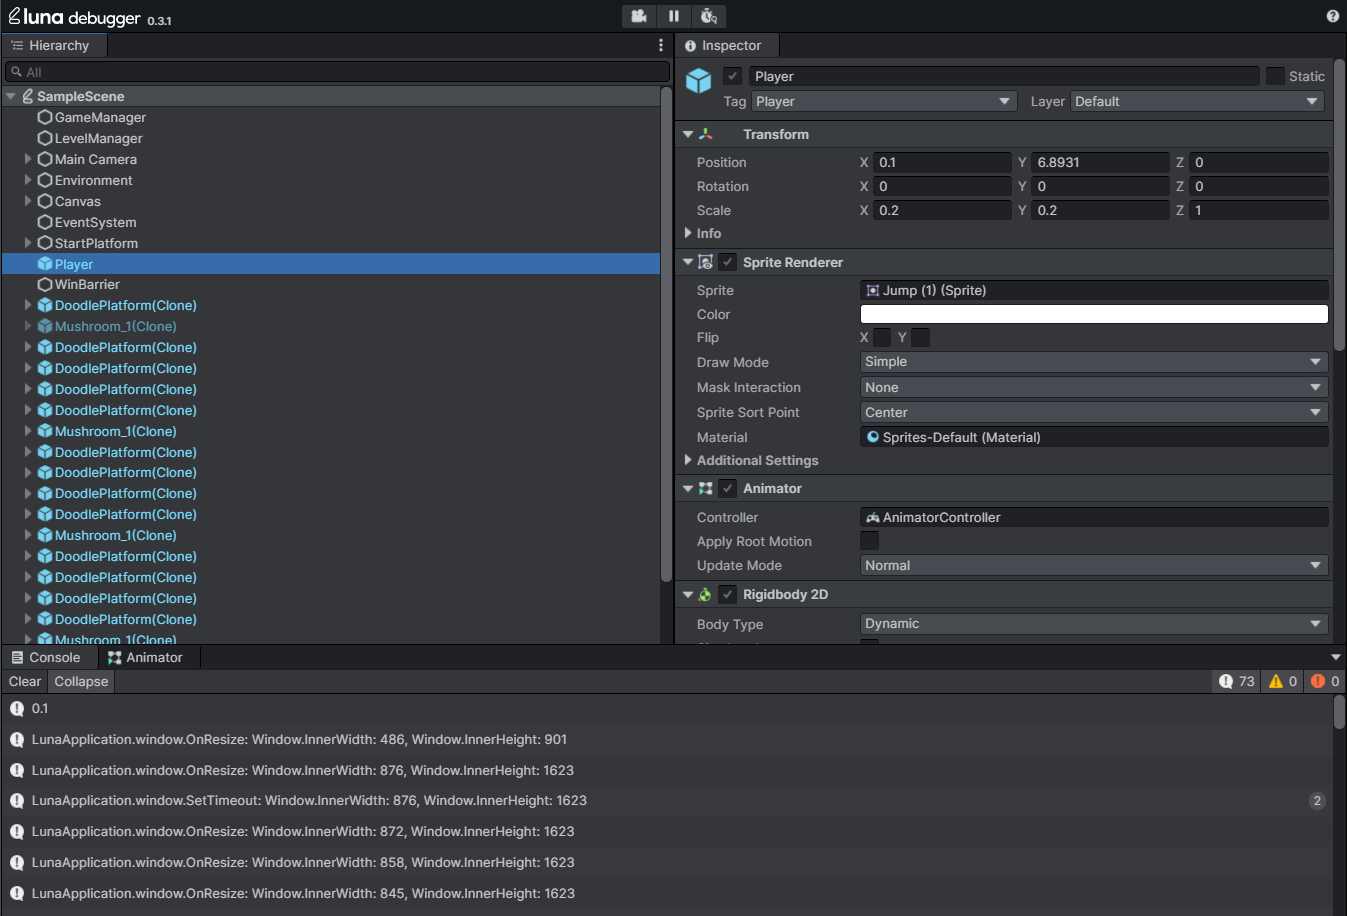 luna debugger 0.3.1
Hierarchy
All
SampleScene
GameManager
LevelManager
Main Camera
Environment
Canvas
EventSystem
StartPlatform
Player
WinBarrier
DoodlePlatform(Clone)
Mushroom_1(Clone)
DoodlePlatform(Clone)
DoodlePlatform(Clone)
DoodlePlatform(Clone)
DoodlePlatform(Clone)
Mushroom_1(Clone)
DoodlePlatform(Clone)
DoodlePlatform(Clone)
DoodlePlatform(Clone)
DoodlePlatform(Clone)
Mushroom_1(Clone)
DoodlePlatform(Clone)
DoodlePlatform(Clone)
DoodlePlatform(Clone)
DoodlePlatform(Clone)
Mushroom_1(Clone)
Inspector
Player Static
Tag Player Layer Default
Transform
Position X 0.1 Y 6.8931 Z 0
Rotation X 0 Y 0 Z 0
Scale X 0.2 Y 0.2 Z 1
Info
Sprite Renderer
Sprite Jump (1) (Sprite)
Color
Flip X Y
Draw Mode Simple
Mask Interaction None
Sprite Sort Point Center
Material Sprites-Default (Material)
Additional Settings
Animator
Controller AnimatorController
Apply Root Motion
Update Mode Normal
Rigidbody 2D
Body Type Dynamic
Console Animator
Clear Collapse 73 0 0
0.1
LunaApplication.window.OnResize: Window.InnerWidth: 486, Window.InnerHeight: 901
LunaApplication.window.OnResize: Window.InnerWidth: 876, Window.InnerHeight: 1623
LunaApplication.window.SetTimeout: Window.InnerWidth: 876, Window.InnerHeight: 1623 2
LunaApplication.window.OnResize: Window.InnerWidth: 872, Window.InnerHeight: 1623
LunaApplication.window.OnResize: Window.InnerWidth: 858, Window.InnerHeight: 1623
LunaApplication.window.OnResize: Window.InnerWidth: 845, Window.InnerHeight: 1623